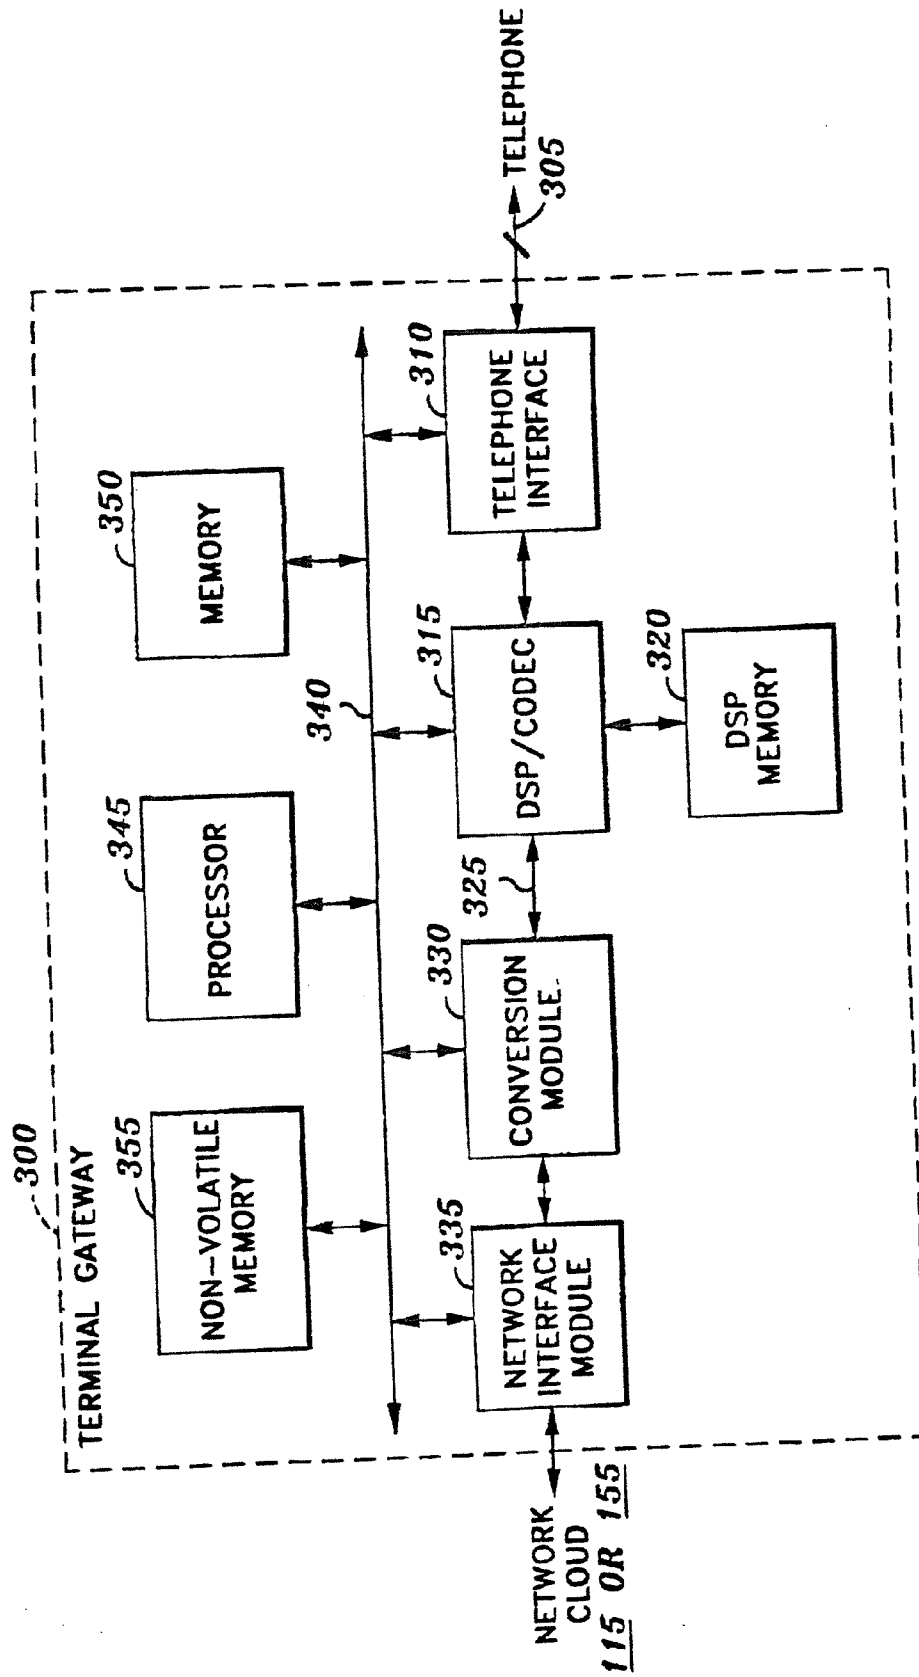 300
TERMINAL GATEWAY
355
NON-VOLATILE
MEMORY
345
PROCESSOR
350
MEMORY
340
335
NETWORK
INTERFACE
MODULE
330
CONVERSION
MODULE
325
315
DSP/CODEC
310
TELEPHONE
INTERFACE
TELEPHONE
305
320
DSP
MEMORY
NETWORK
CLOUD
115 OR 155